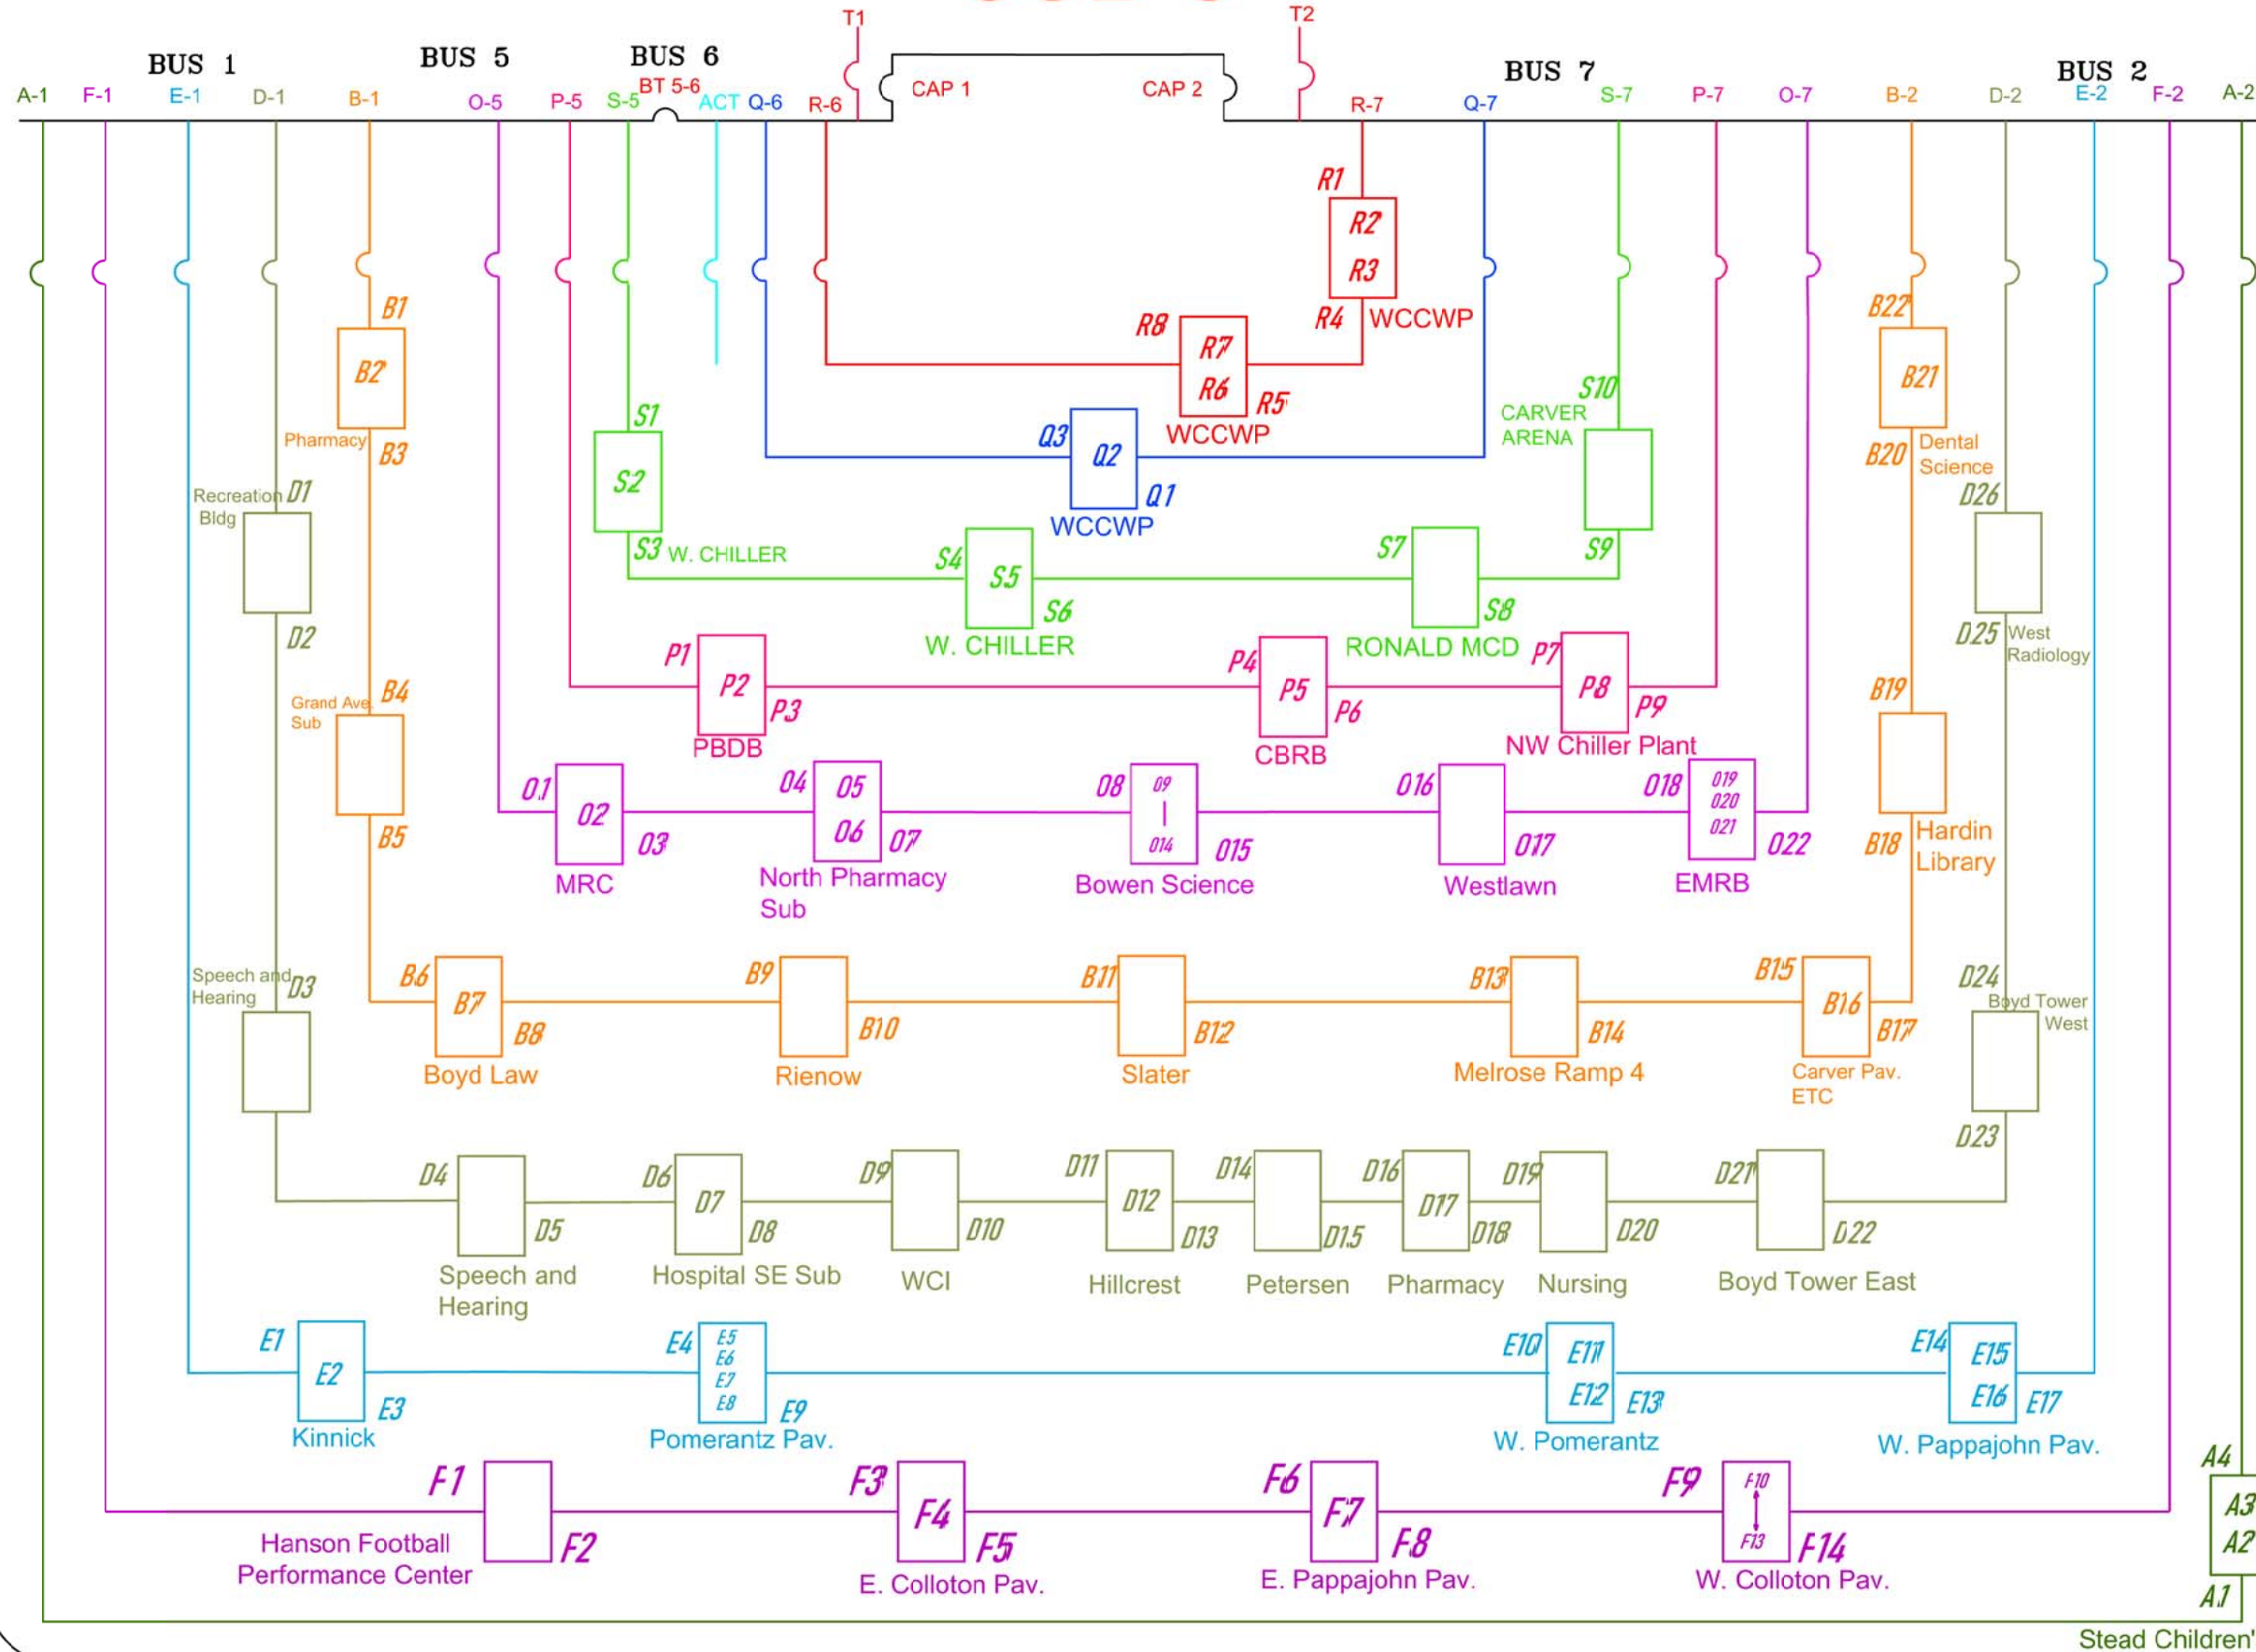 T1
T2
BUS 1
BUS 5
BUS 6
BUS 7
BUS 2
A-1
F-1
E-1
D-1
B-1
O-5
P-5
S-5
BT 5-6
ACT
Q-6
R-6
CAP 1
CAP 2
R-7
Q-7
S-7
P-7
O-7
B-2
D-2
E-2
F-2
A-2
R1
R2
R3
R4
WCCWP
R8
R7
R6
R5
WCCWP
B1
B2
Pharmacy
B3
B22
B21
B20
Dental
Science
S1
S2
S3
W. CHILLER
Q3
Q2
Q1
WCCWP
S10
CARVER
ARENA
S9
Recreation
Bldg
D1
D2
D26
D25
West
Radiology
S4
S5
S6
W. CHILLER
S7
S8
RONALD MCD
P1
P2
P3
PBDB
P4
P5
P6
CBRB
P7
P8
P9
NW Chiller Plant
Grand Ave.
Sub
B4
B5
B19
B18
Hardin
Library
O1
O2
O3
MRC
O4
O5
O6
O7
North Pharmacy
Sub
O8
O9
O14
O15
Bowen Science
O16
O17
Westlawn
O18
O19
O20
O21
O22
EMRB
Speech and
Hearing
D3
B6
B7
B8
Boyd Law
B9
B10
Rienow
B11
B12
Slater
B13
B14
Melrose Ramp 4
B15
B16
B17
Carver Pav.
ETC
D24
Boyd Tower
West
D23
D4
D5
Speech and
Hearing
D6
D7
D8
Hospital SE Sub
D9
D10
WCI
D11
D12
D13
Hillcrest
D14
D15
Petersen
D16
D17
D18
Pharmacy
D19
D20
Nursing
D21
D22
Boyd Tower East
E1
E2
E3
Kinnick
E4
E5
E6
E7
E8
E9
Pomerantz Pav.
E10
E11
E12
E13
W. Pomerantz
E14
E15
E16
E17
W. Pappajohn Pav.
F1
F2
Hanson Football
Performance Center
F3
F4
F5
E. Colloton Pav.
F6
F7
F8
E. Pappajohn Pav.
F9
F10
F13
F14
W. Colloton Pav.
A4
A3
A2
A1
Stead Children'